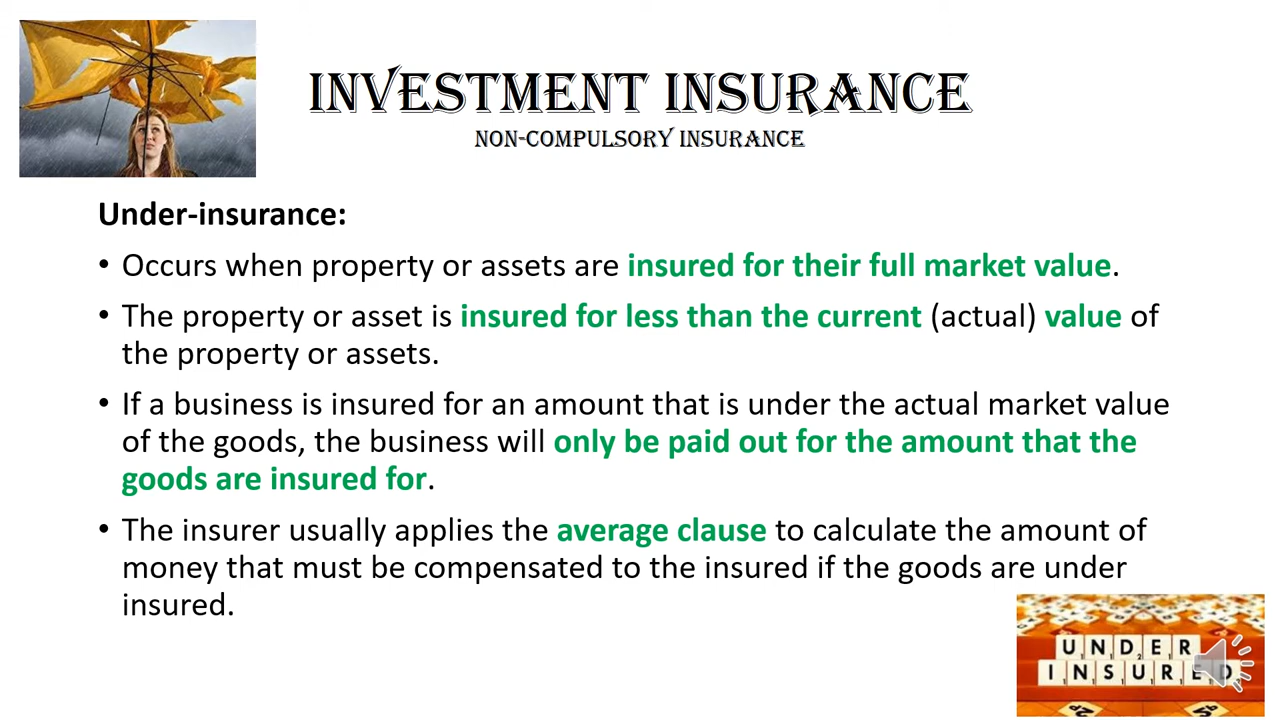 INVESTMENT INSURANCE
NON-COMPULSORY INSURANCE
Under-insurance:
• Occurs when property or assets are insured for their full market value.
• The property or asset is insured for less than the current (actual) value of
the property or assets.
• If a business is insured for an amount that is under the actual market value
of the goods, the business will only be paid out for the amount that the
goods are insured for.
• The insurer usually applies the average clause to calculate the amount of
money that must be compensated to the insured if the goods are under
insured.
UNDER
INSURED